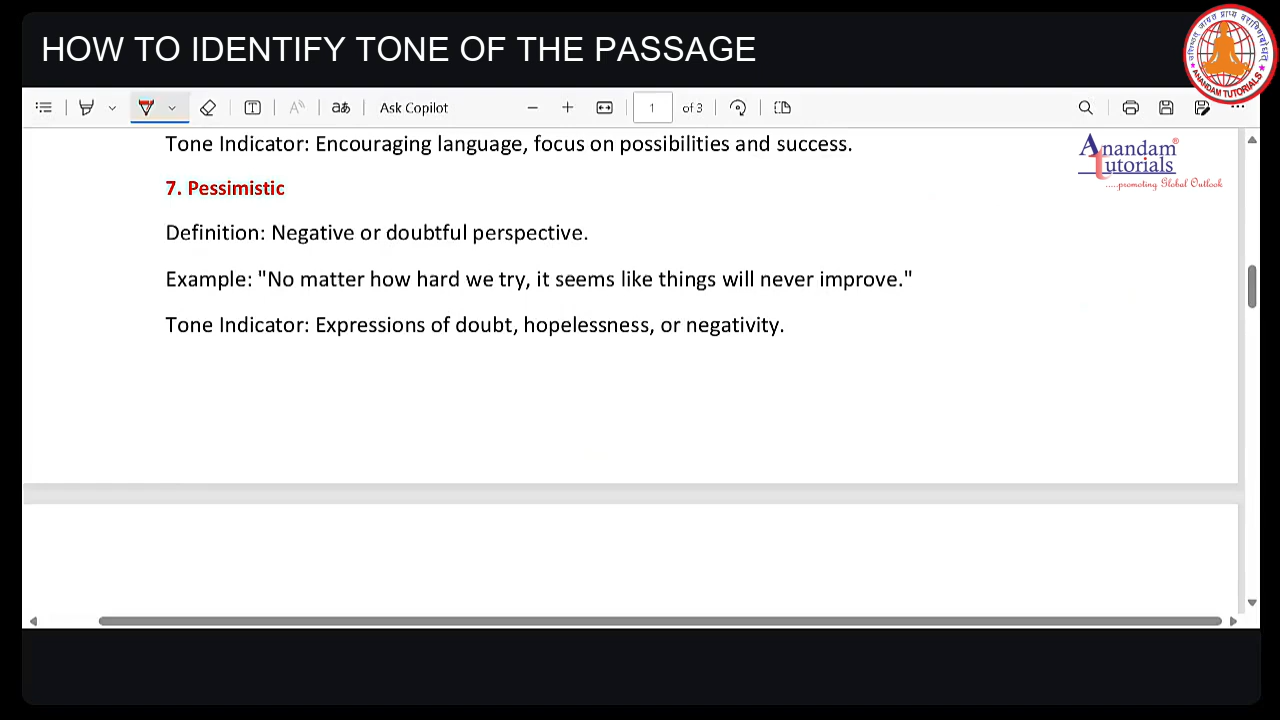 HOW TO IDENTIFY TONE OF THE PASSAGE
Ask Copilot
1 of 3
Tone Indicator: Encouraging language, focus on possibilities and success.
Anandam
tutorials
.....promoting Global Outlook
7. Pessimistic
Definition: Negative or doubtful perspective.
Example: "No matter how hard we try, it seems like things will never improve."
Tone Indicator: Expressions of doubt, hopelessness, or negativity.
ANANDAM TUTORIALS